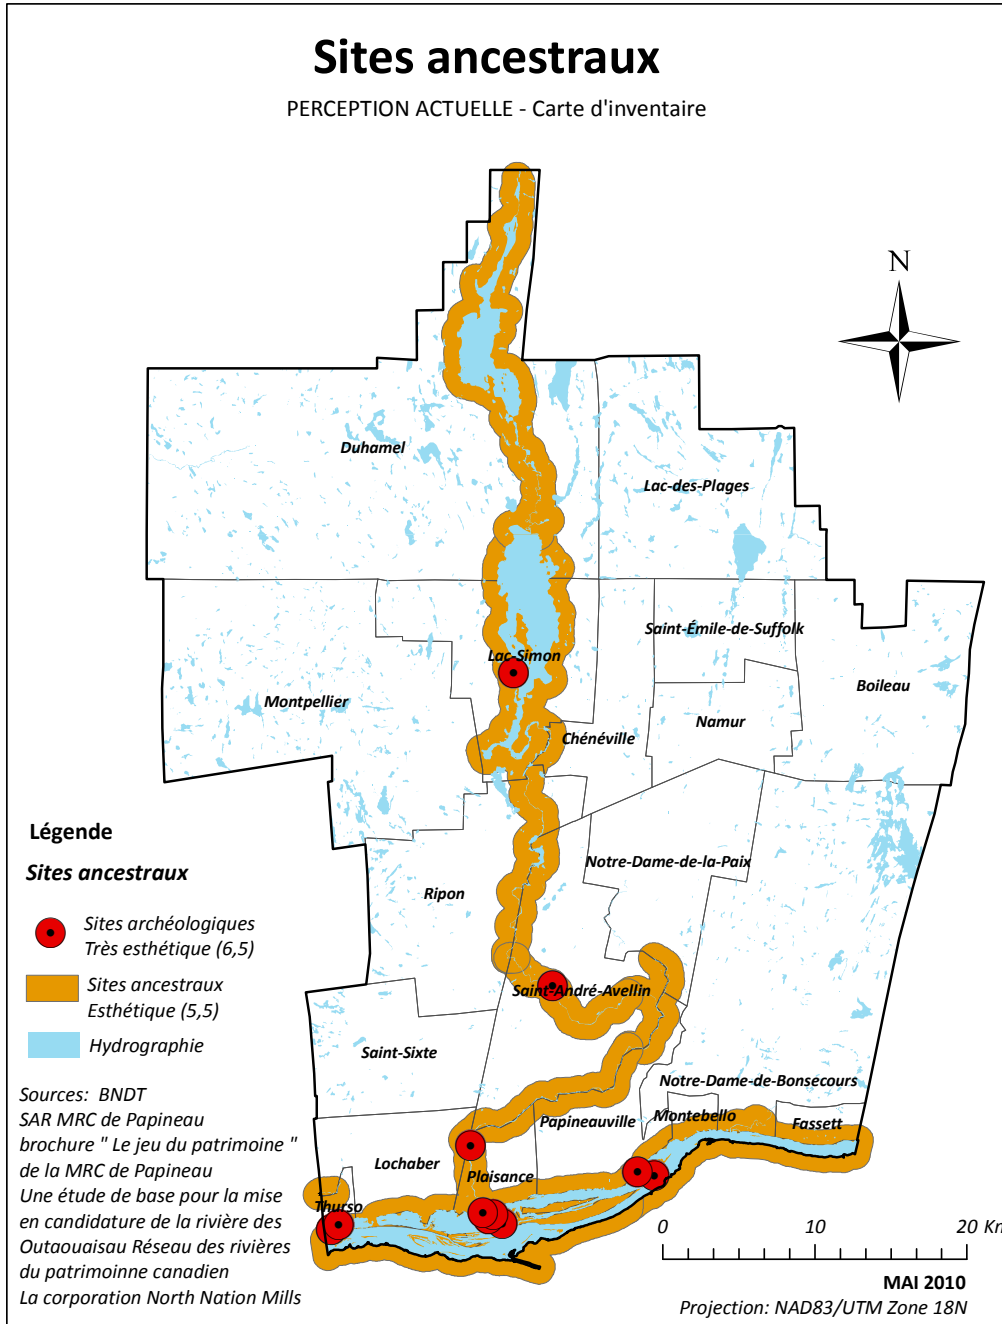 Sites ancestraux
PERCEPTION ACTUELLE - Carte d'inventaire
N
Duhamel
Lac-des-Plages
Saint-Émile-de-Suffolk
Lac-Simon
Boileau
Montpellier
Namur
Chénéville
Notre-Dame-de-la-Paix
Ripon
Saint-André-Avellin
Saint-Sixte
Notre-Dame-de-Bonsecours
Montebello
Papineauville
Fassett
Lochaber
Plaisance
Thurso
Légende
Sites ancestraux
Sites archéologiques
Très esthétique (6,5)
Sites ancestraux
Esthétique (5,5)
Hydrographie
Sources: BNDT
SAR MRC de Papineau
brochure " Le jeu du patrimoine "
de la MRC de Papineau
Une étude de base pour la mise
en candidature de la rivière des
Outaouaisau Réseau des rivières
du patrimoinne canadien
La corporation North Nation Mills
0 10 20 Km
MAI 2010
Projection: NAD83/UTM Zone 18N